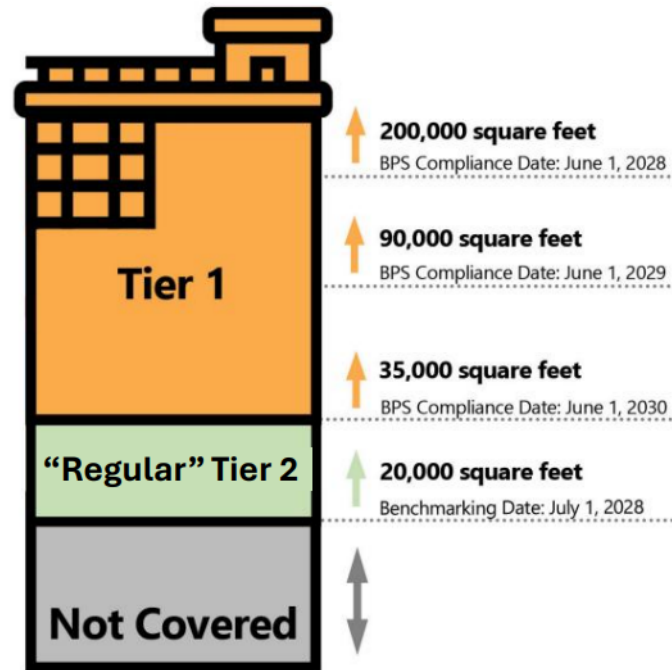 200,000 square feet
BPS Compliance Date: June 1, 2028
90,000 square feet
BPS Compliance Date: June 1, 2029
Tier 1
35,000 square feet
BPS Compliance Date: June 1, 2030
“Regular” Tier 2
20,000 square feet
Benchmarking Date: July 1, 2028
Not Covered